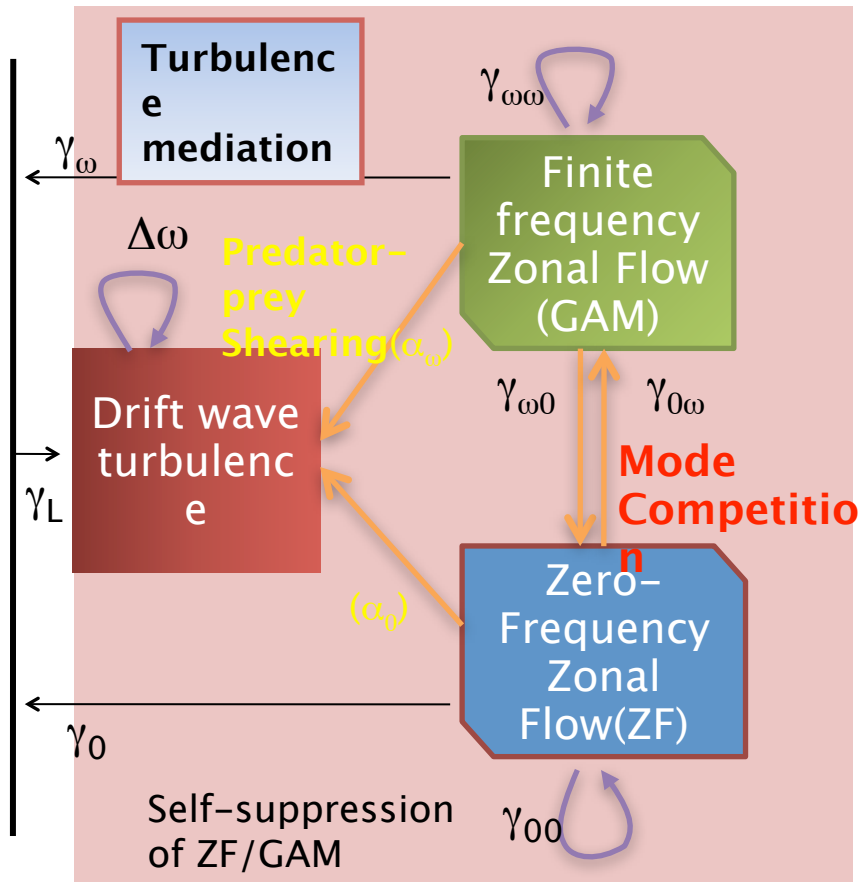 Turbulenc
e
mediation
γωω
γω
Finite
frequency
Zonal Flow
(GAM)
Δω
Predator-
prey
Shearing(αω)
γω0
γ0ω
Drift wave
turbulenc
e
γL
Mode
Competitio
n
(α0)
Zero-
Frequency
Zonal
Flow(ZF)
γ0
Self-suppression
of ZF/GAM
γ00